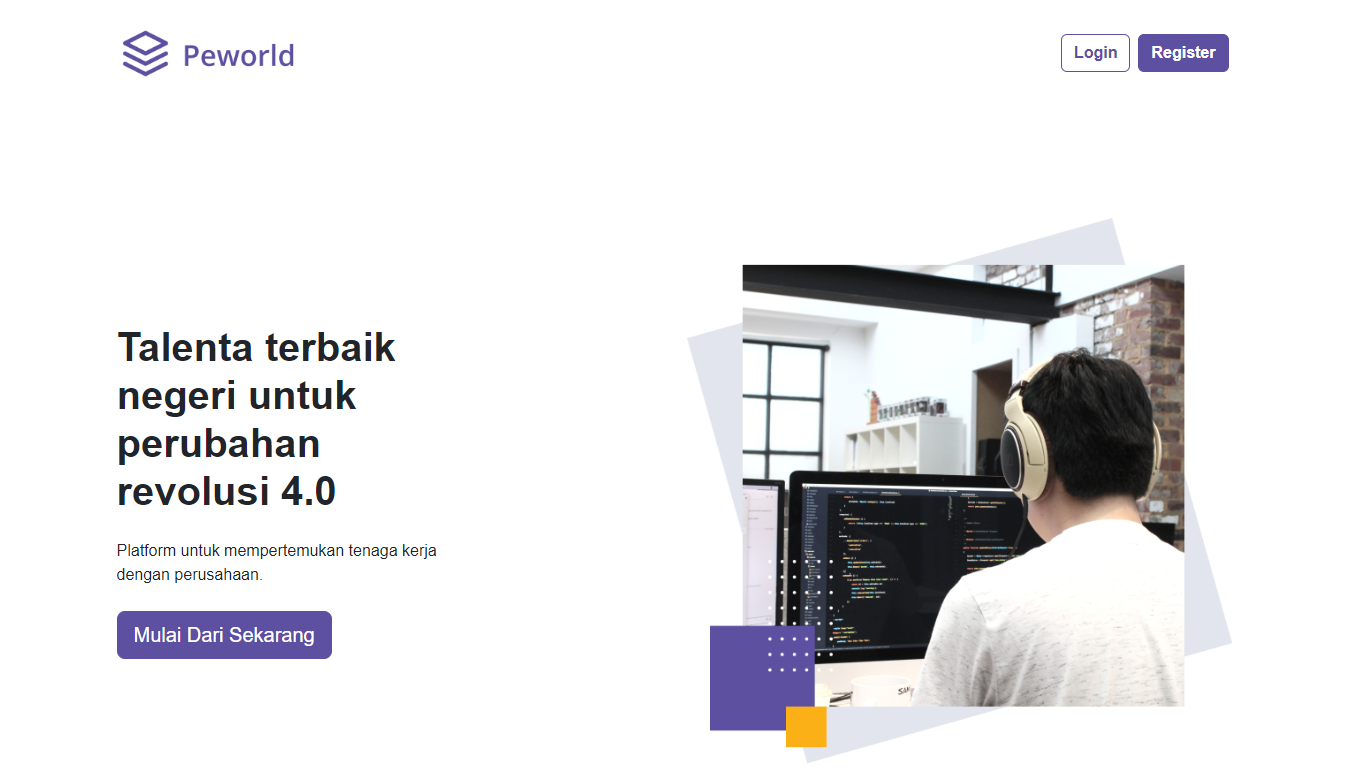 Peworld
Login
Register
Talenta terbaik
negeri untuk
perubahan
revolusi 4.0
Platform untuk mempertemukan tenaga kerja
dengan perusahaan.
Mulai Dari Sekarang